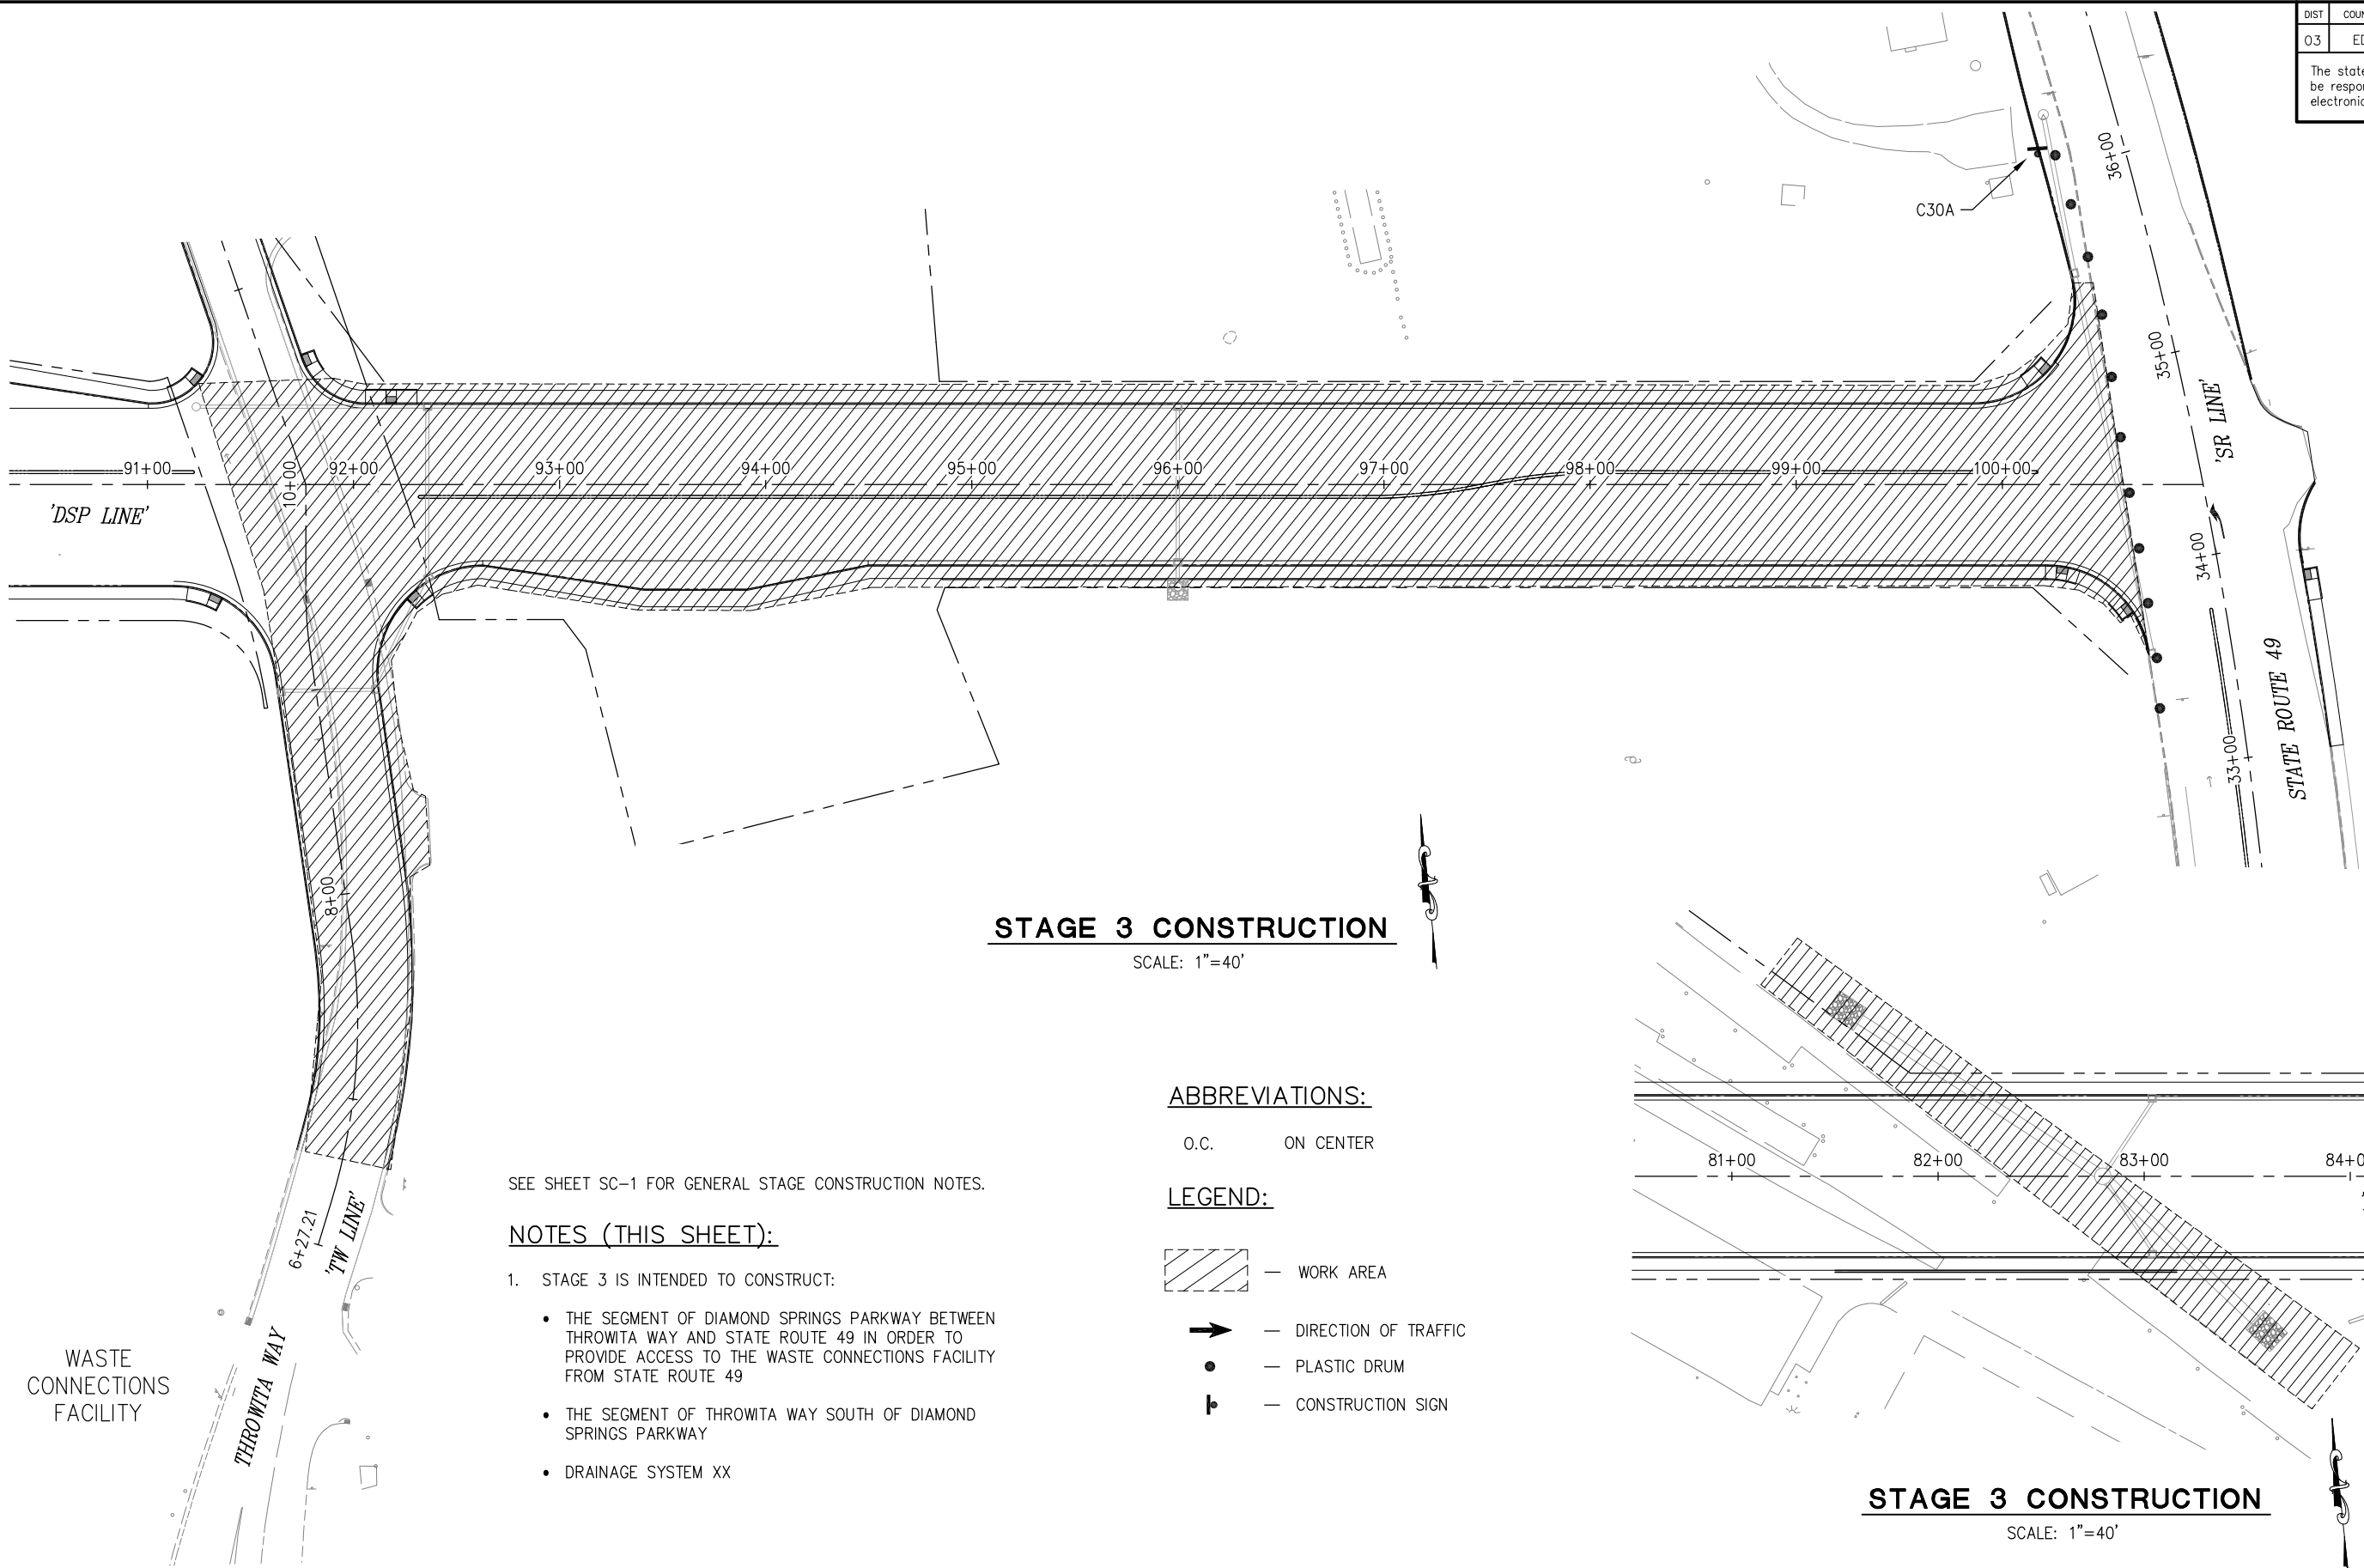 DIST
03
The state
electronic
C30A
36+00
35+00
'SR LINE'
34+00
33+00
STATE ROUTE 49
91+00
10+00
92+00
93+00
94+00
95+00
96+00
97+00
98+00
99+00
100+00
'DSP LINE'
8+00
6+27.21
'TW LINE'
THROWITA WAY
WASTE
CONNECTIONS
FACILITY
STAGE 3 CONSTRUCTION
SCALE: 1"=40'
SEE SHEET SC-1 FOR GENERAL STAGE CONSTRUCTION NOTES.
NOTES (THIS SHEET):
1. STAGE 3 IS INTENDED TO CONSTRUCT:
• THE SEGMENT OF DIAMOND SPRINGS PARKWAY BETWEEN
THROWITA WAY AND STATE ROUTE 49 IN ORDER TO
PROVIDE ACCESS TO THE WASTE CONNECTIONS FACILITY
FROM STATE ROUTE 49
• THE SEGMENT OF THROWITA WAY SOUTH OF DIAMOND
SPRINGS PARKWAY
• DRAINAGE SYSTEM XX
ABBREVIATIONS:
O.C. ON CENTER
LEGEND:
— WORK AREA
— DIRECTION OF TRAFFIC
— PLASTIC DRUM
— CONSTRUCTION SIGN
81+00
82+00
83+00
84+0
STAGE 3 CONSTRUCTION
SCALE: 1"=40'